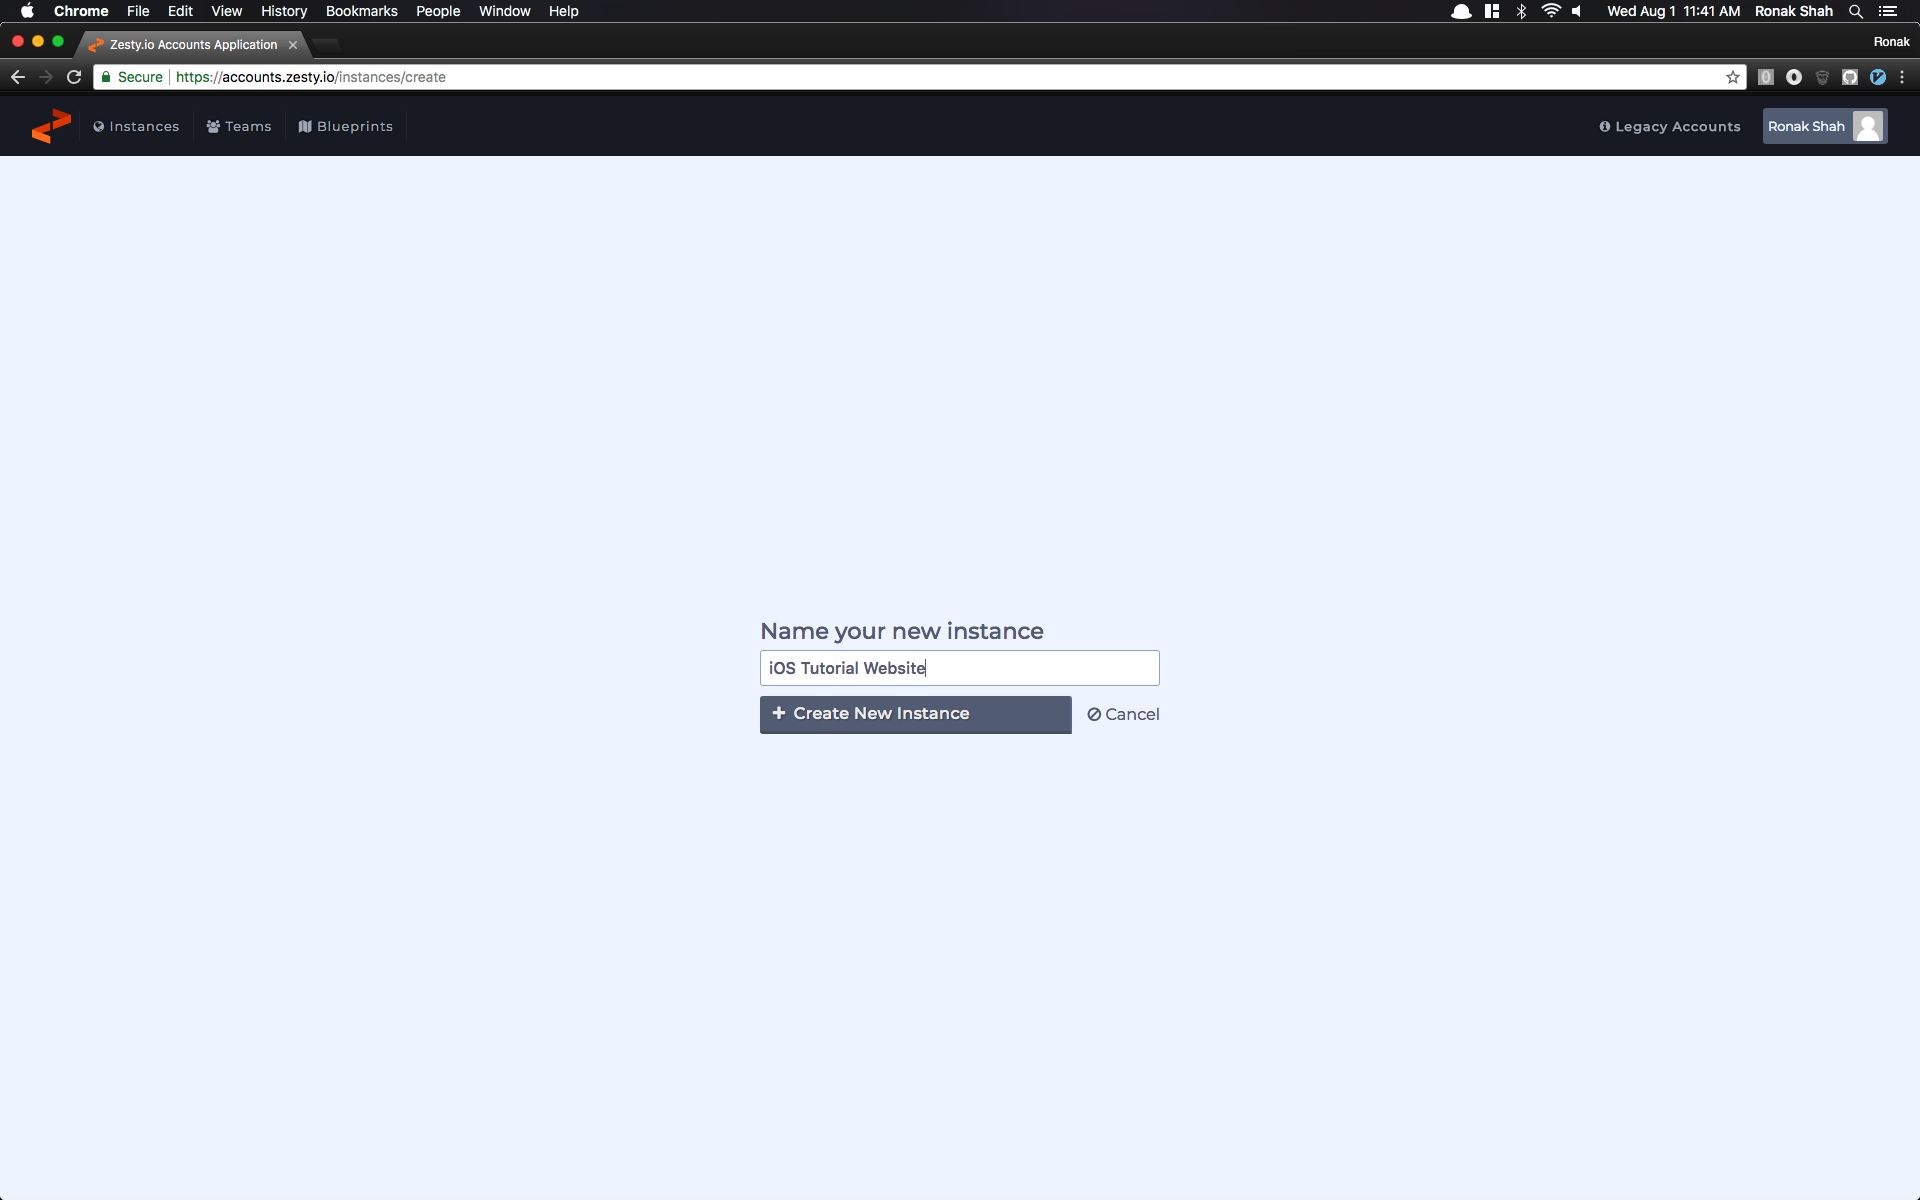 Chrome File Edit View History Bookmarks People Window Help Wed Aug 1 11:41 AM Ronak Shah
Zesty.io Accounts Application Ronak
Secure https://accounts.zesty.io/instances/create
Instances Teams Blueprints Legacy Accounts Ronak Shah
Name your new instance
iOS Tutorial Website
Create New Instance Cancel